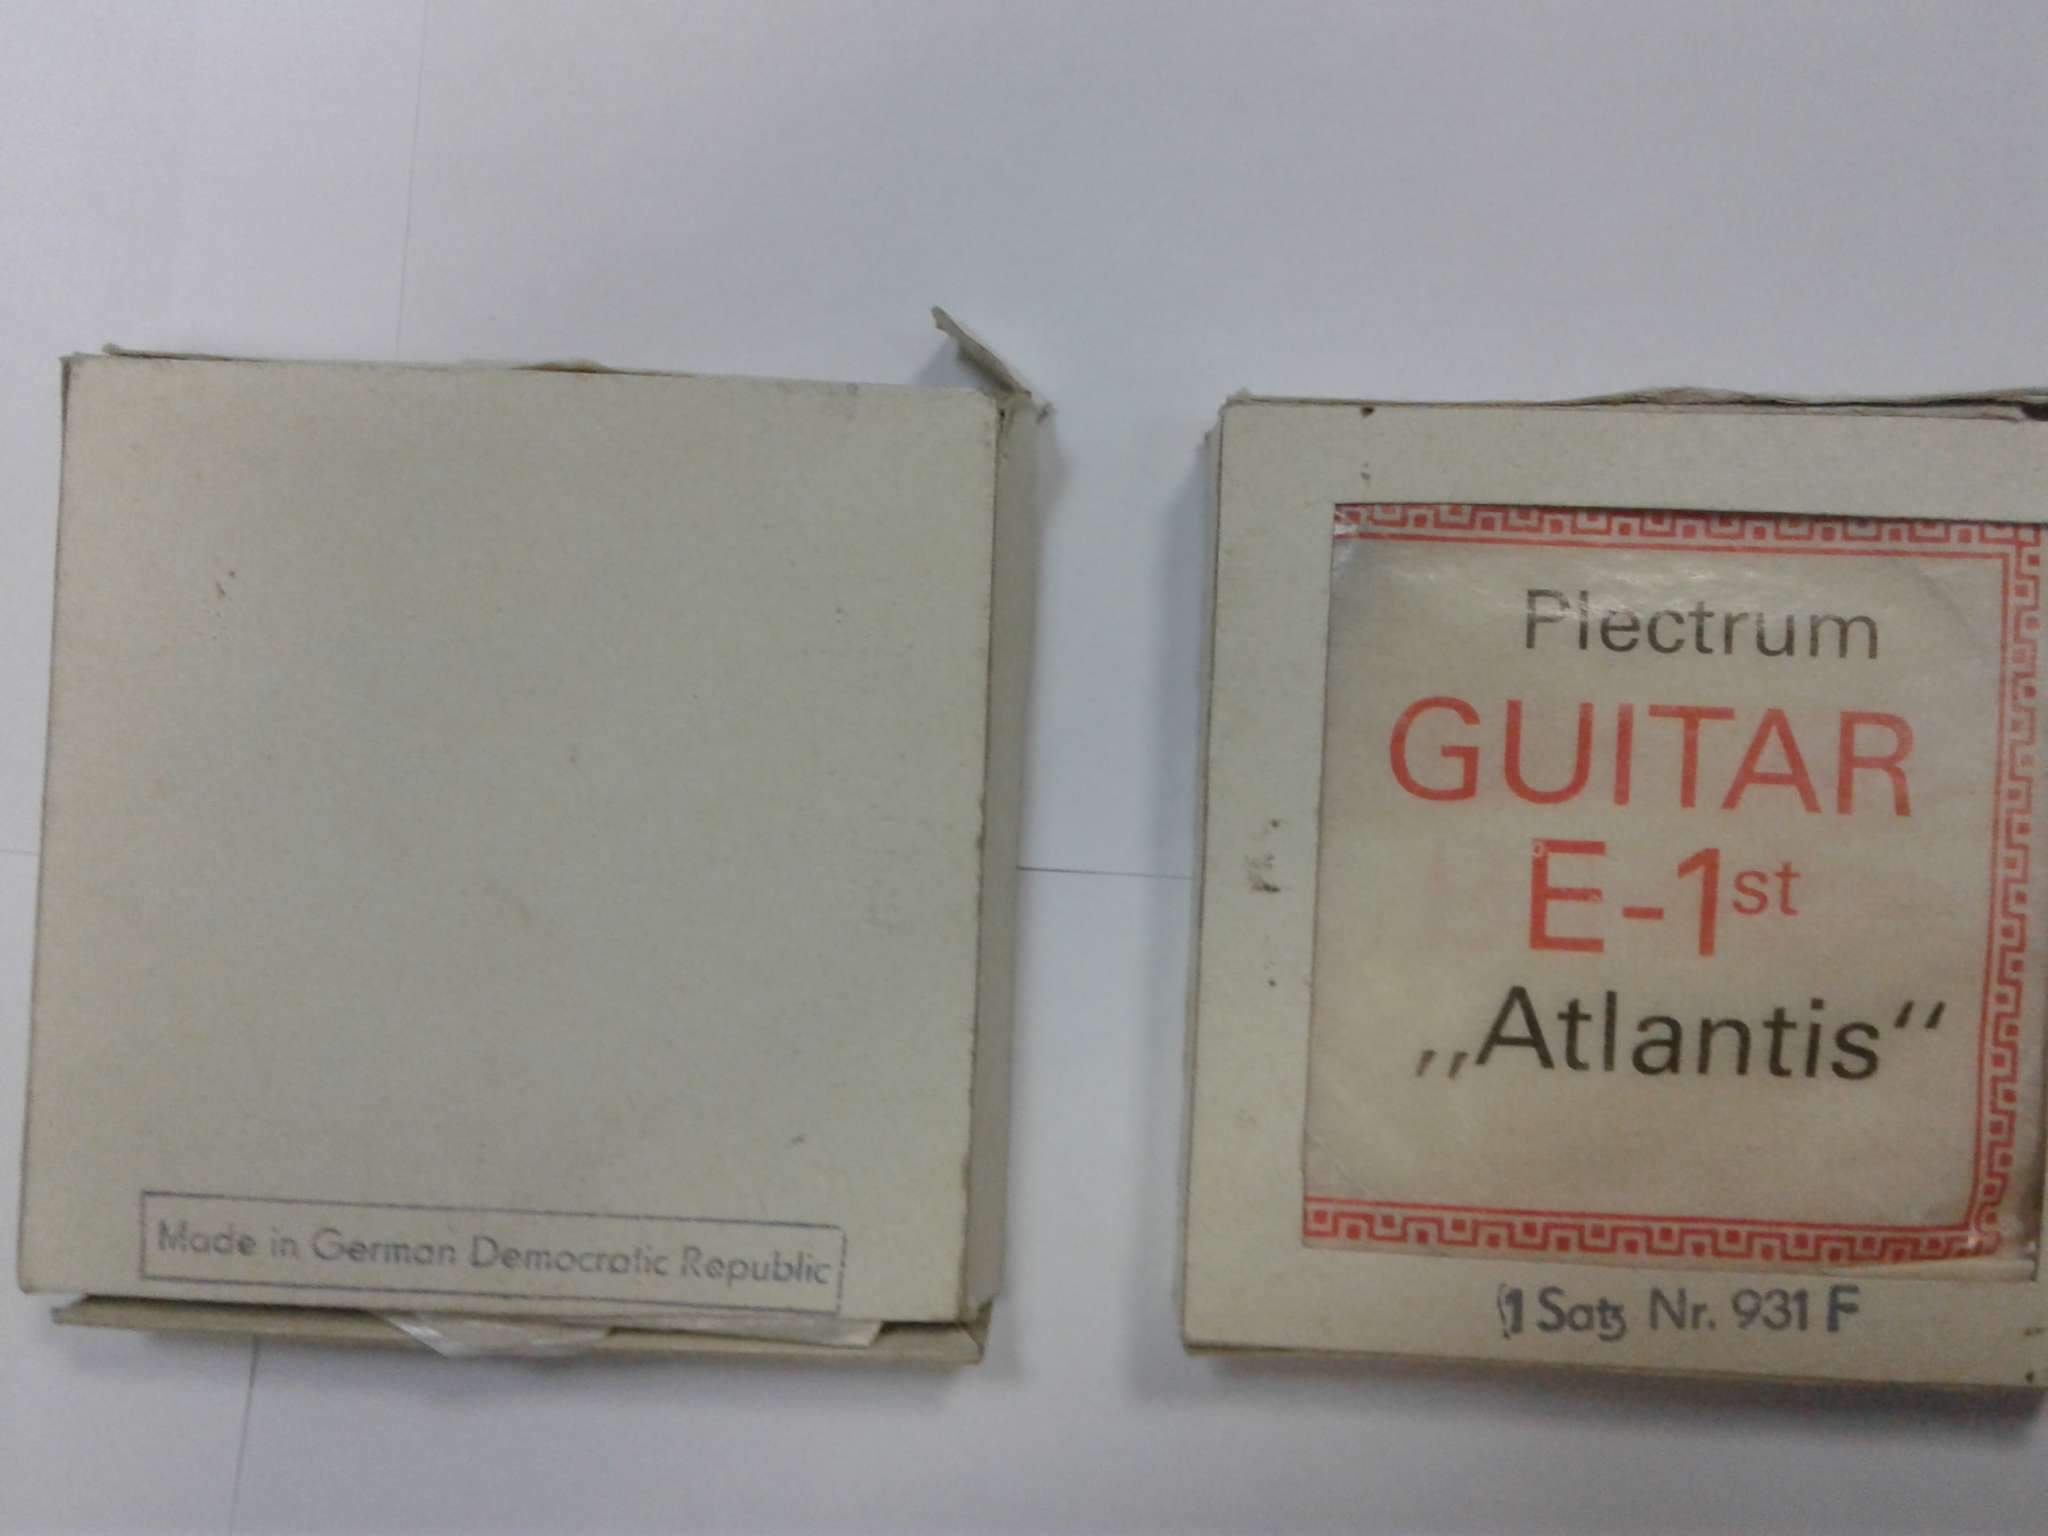 Made in German Democratic Republic
Plectrum
GUITAR
E-1st
„Atlantis“
1 Satz Nr. 931 F